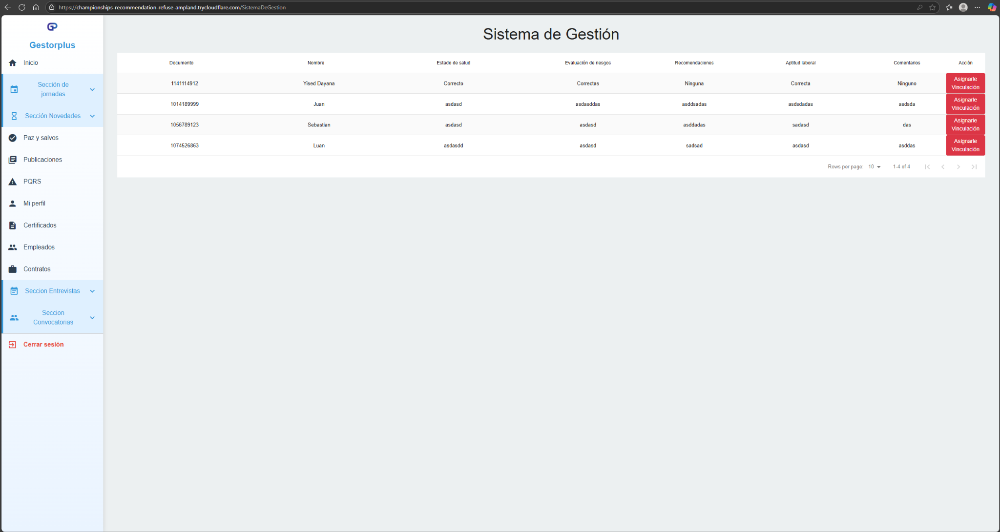 https://championships-recommendation-refuse-ampland.trycloudflare.com/SistemaDeGestion
GP
Gestorplus
Inicio
Sección de
jornadas
Sección Novedades
Paz y salvos
Publicaciones
PQRS
Mi perfil
Certificados
Empleados
Contratos
Seccion Entrevistas
Seccion
Convocatorias
Cerrar sesión
Sistema de Gestión
Documento Nombre Estado de salud Evaluación de riesgos Recomendaciones Aptitud laboral Comentarios Acción
1141114912 Yised Dayana Correcto Correctas Ninguna Correcta Ninguno Asignarle
Vinculación
1014189999 Juan asdasd asdasddas asddsadas asdsdadas asdsda Asignarle
Vinculación
1056789123 Sebastian asdasd asdasd asddadas sadasd das Asignarle
Vinculación
1074526863 Luan asdasdd asdasd sadsad asdasd asddas Asignarle
Vinculación
Rows per page: 10 1-4 of 4